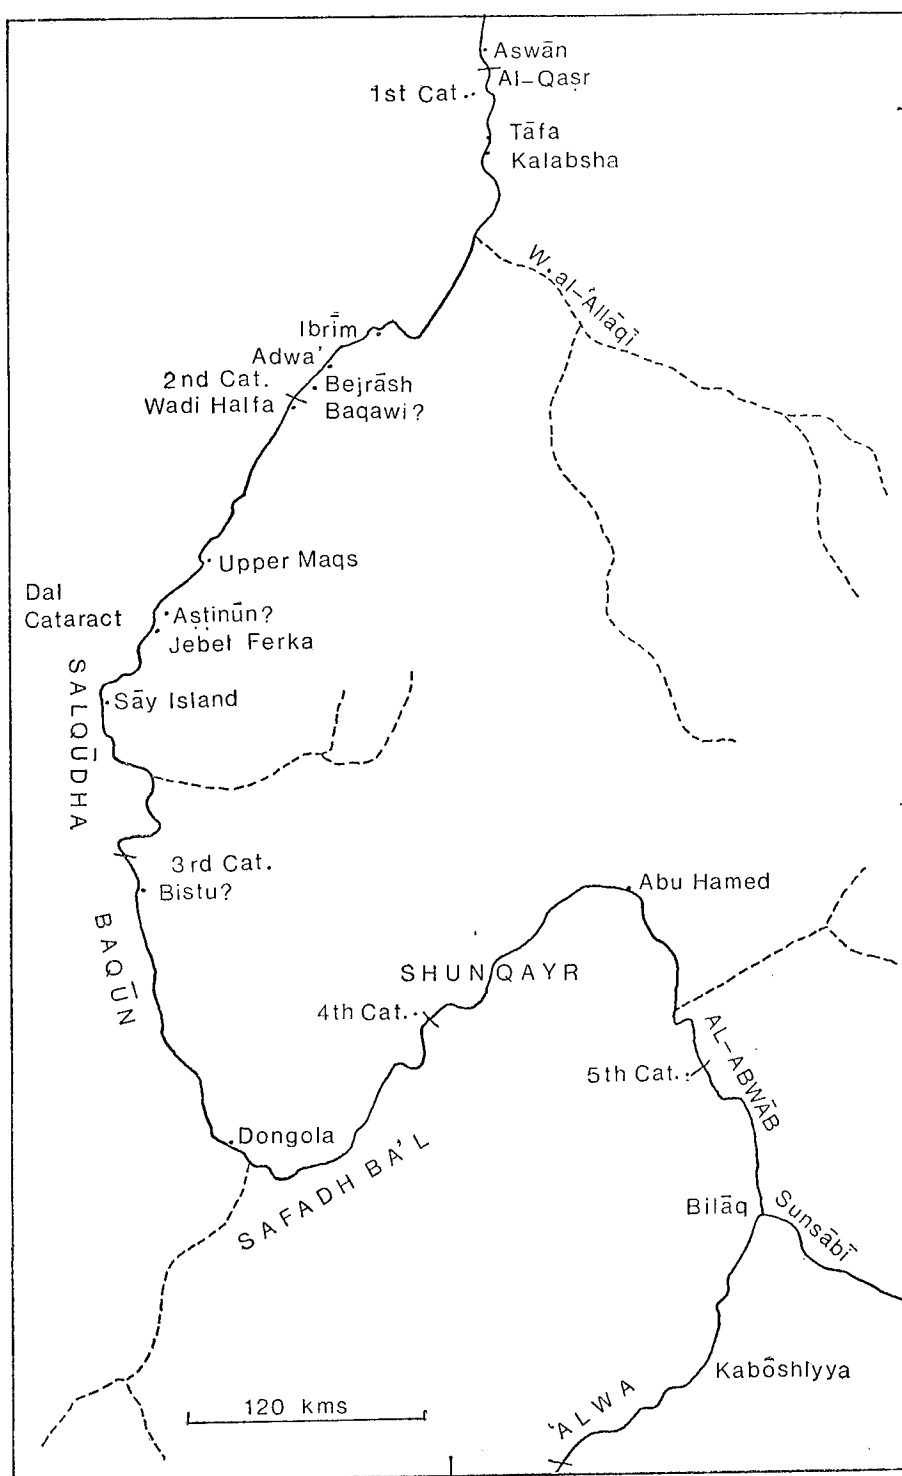 Aswān
Al-Qaṣr
1st Cat.
Tāfa
Kalabsha
W. al-'Allāqī
Ibrīm
Adwa'
2nd Cat.
Wadi Halfa
Bejrāsh
Baqawi?
Upper Maqs
Dal
Cataract
Aṣṭinūn?
Jebel Ferka
SALQŪDHA
Sāy Island
3rd Cat.
Bistu?
BAQŪN
Abu Hamed
SHUNQAYR
4th Cat.
AL-ABWĀB
5th Cat.
Dongola
SAFADH BA'L
Bilāq
Sunsābī
Kabōshiyya
'ALWA
120 kms